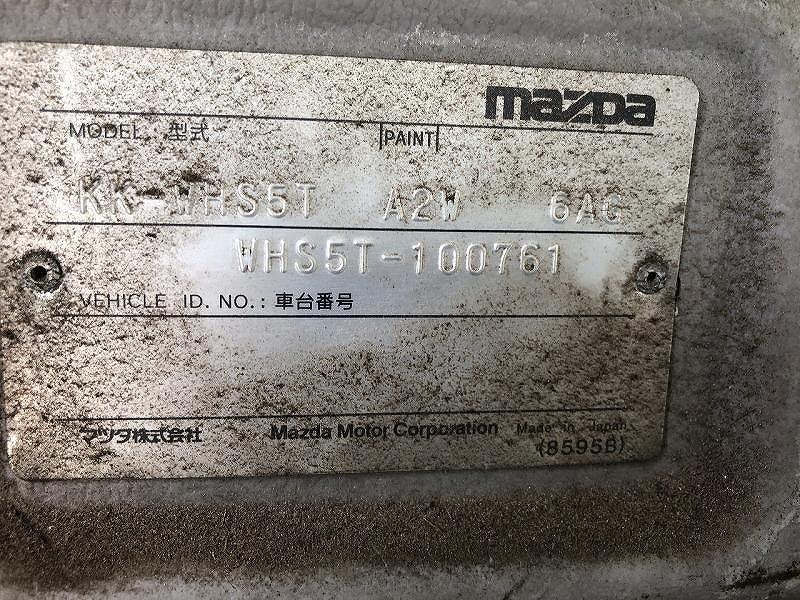 mazda
MODEL 型式 PAINT
KK-WHS5T A2W 6AG
WHS5T-100761
VEHICLE ID. NO.: 車台番号
マツダ株式会社 Mazda Motor Corporation Made in Japan
(8595B)